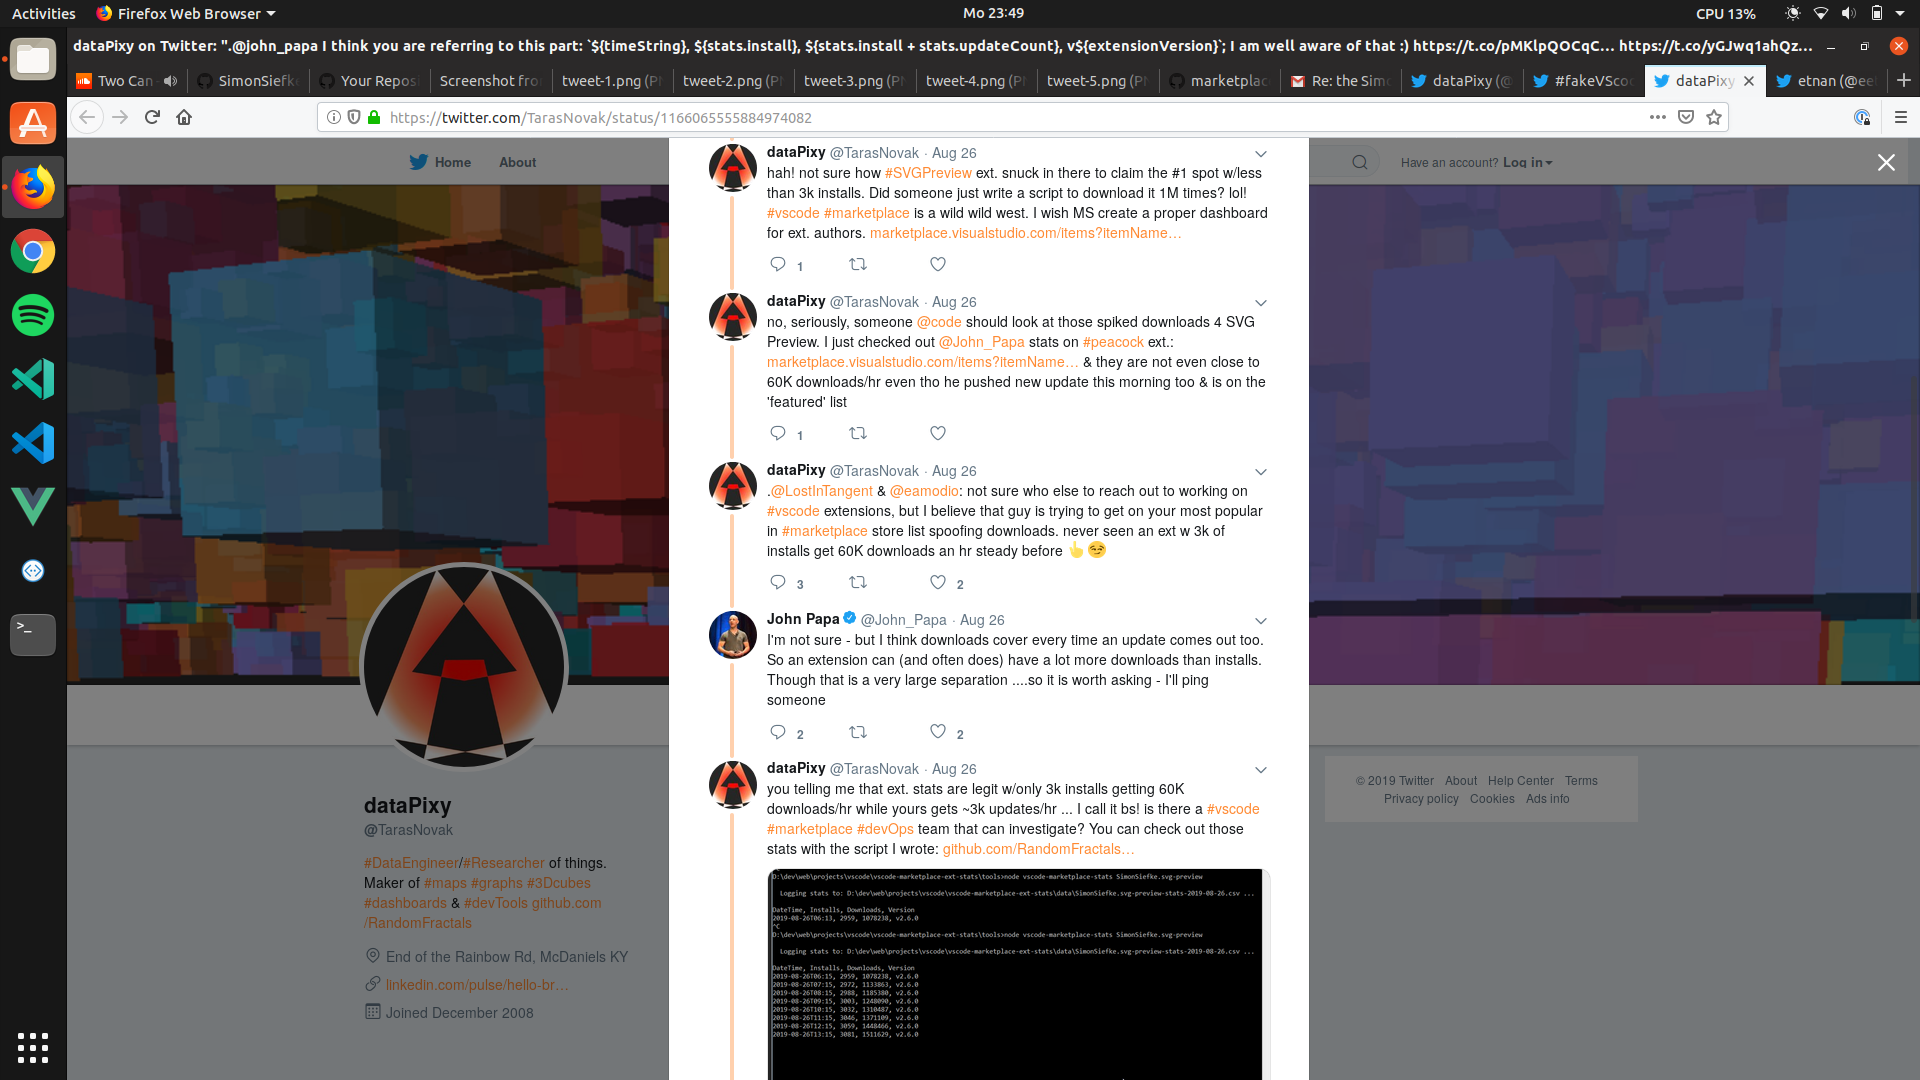 Activities
Firefox Web Browser
Mo 23:49
CPU 13%
dataPixy on Twitter: ".@john_papa I think you are referring to this part: `${timeString}, ${stats.install}, ${stats.install + stats.updateCount}, v${extensionVersion}`; I am well aware of that :) https://t.co/pMKlpQOCqC… https://t.co/yGJwq1ahQz…
Two Can
SimonSiefke
Your Repos
Screenshot fro
tweet-1.png (P
tweet-2.png (P
tweet-3.png (P
tweet-4.png (P
tweet-5.png (P
marketplac
Re: the Simo
dataPixy (@
#fakeVSco
dataPixy
etnan (@ee
https://twitter.com/TarasNovak/status/1166065555884974082
Home
About
Have an account? Log in
dataPixy @TarasNovak · Aug 26
hah! not sure how #SVGPreview ext. snuck in there to claim the #1 spot w/less
than 3k installs. Did someone just write a script to download it 1M times? lol!
#vscode #marketplace is a wild wild west. I wish MS create a proper dashboard
for ext. authors. marketplace.visualstudio.com/items?itemName…
1
dataPixy @TarasNovak · Aug 26
no, seriously, someone @code should look at those spiked downloads 4 SVG
Preview. I just checked out @John_Papa stats on #peacock ext.:
marketplace.visualstudio.com/items?itemName… & they are not even close to
60K downloads/hr even tho he pushed new update this morning too & is on the
'featured' list
1
dataPixy @TarasNovak · Aug 26
.@LostInTangent & @eamodio: not sure who else to reach out to working on
#vscode extensions, but I believe that guy is trying to get on your most popular
in #marketplace store list spoofing downloads. never seen an ext w 3k of
installs get 60K downloads an hr steady before 👆😏
3 2
John Papa @John_Papa · Aug 26
I'm not sure - but I think downloads cover every time an update comes out too.
So an extension can (and often does) have a lot more downloads than installs.
Though that is a very large separation ....so it is worth asking - I'll ping
someone
2 2
dataPixy @TarasNovak · Aug 26
you telling me that ext. stats are legit w/only 3k installs getting 60K
downloads/hr while yours gets ~3k updates/hr ... I call it bs! is there a #vscode
#marketplace #devOps team that can investigate? You can check out those
stats with the script I wrote: github.com/RandomFractals…
D:\dev\web\projects\vscode\vscode-marketplace-ext-stats\tools>node vscode-marketplace-stats SimonSiefke.svg-preview
Logging stats to: D:\dev\web\projects\vscode\vscode-marketplace-ext-stats\data\SimonSiefke.svg-preview-stats-2019-08-26.csv ...
DateTime, Installs, Downloads, Version
2019-08-26T06:13, 2959, 1078238, v2.6.0
^C
D:\dev\web\projects\vscode\vscode-marketplace-ext-stats\tools>node vscode-marketplace-stats SimonSiefke.svg-preview
Logging stats to: D:\dev\web\projects\vscode\vscode-marketplace-ext-stats\data\SimonSiefke.svg-preview-stats-2019-08-26.csv ...
DateTime, Installs, Downloads, Version
2019-08-26T06:15, 2959, 1078238, v2.6.0
2019-08-26T07:15, 2972, 1133863, v2.6.0
2019-08-26T08:15, 2988, 1185380, v2.6.0
2019-08-26T09:15, 3003, 1248090, v2.6.0
2019-08-26T10:15, 3032, 1310487, v2.6.0
2019-08-26T11:15, 3046, 1371109, v2.6.0
2019-08-26T12:15, 3059, 1448466, v2.6.0
2019-08-26T13:15, 3081, 1511629, v2.6.0
dataPixy
@TarasNovak
#DataEngineer/#Researcher of things.
Maker of #maps #graphs #3Dcubes
#dashboards & #devTools github.com
/RandomFractals
End of the Rainbow Rd, McDaniels KY
linkedin.com/pulse/hello-br…
Joined December 2008
© 2019 Twitter About Help Center Terms
Privacy policy Cookies Ads info